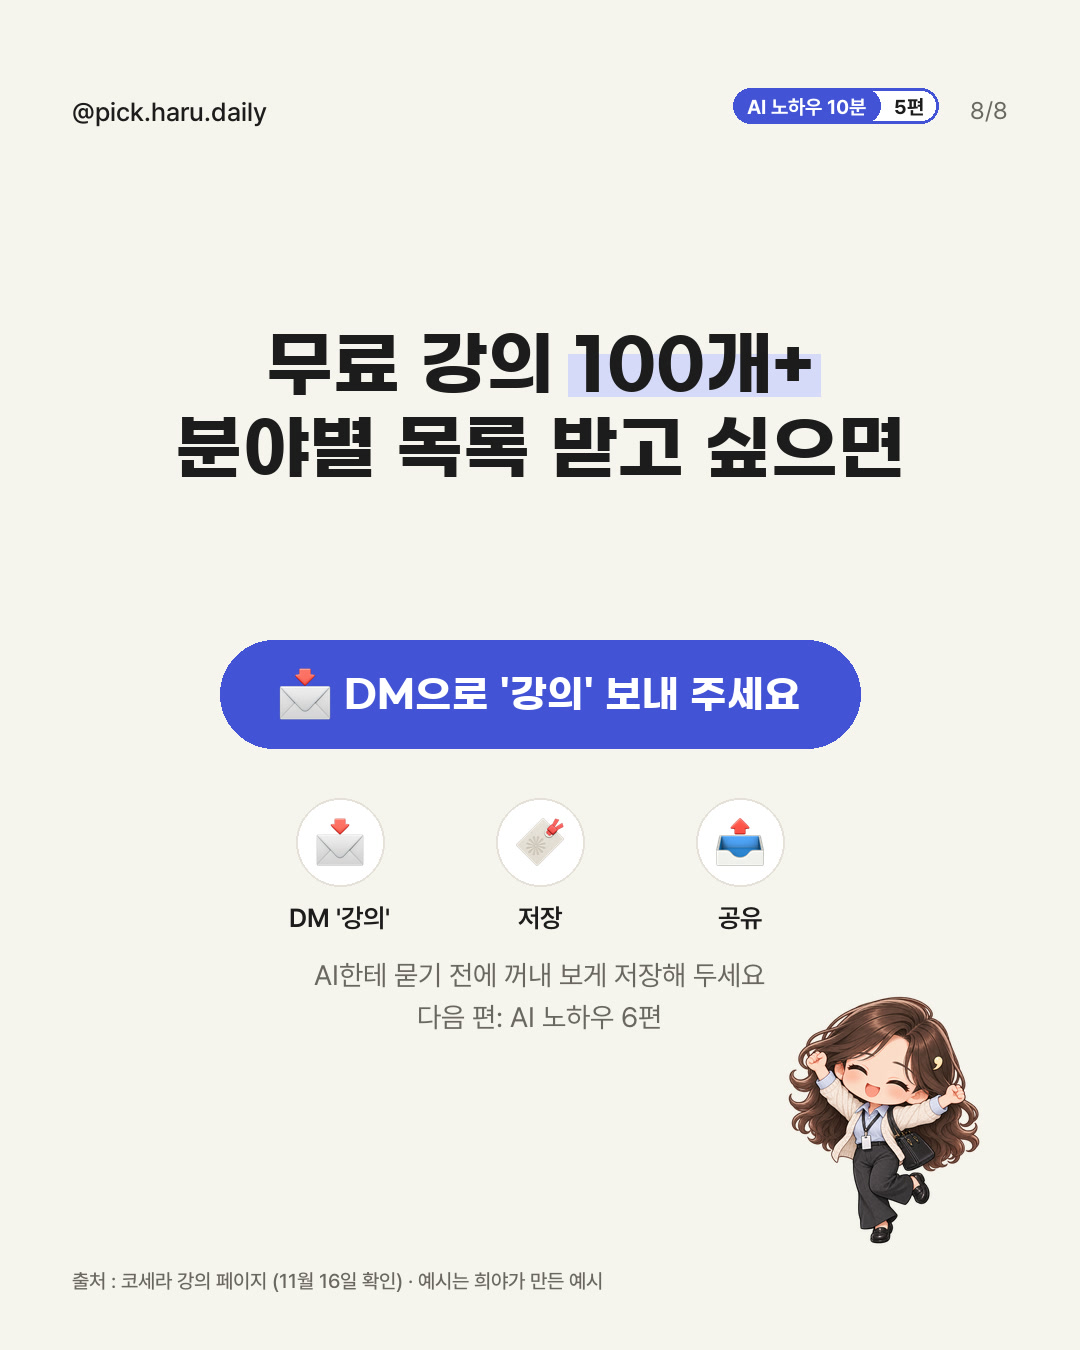 @pick.haru.daily
AI 노하우 10분 5편 8/8
무료 강의 100개+
분야별 목록 받고 싶으면
DM으로 '강의' 보내 주세요
DM '강의' 저장 공유
AI한테 묻기 전에 꺼내 보게 저장해 두세요
다음 편: AI 노하우 6편
출처 : 코세라 강의 페이지 (11월 16일 확인) · 예시는 희야가 만든 예시